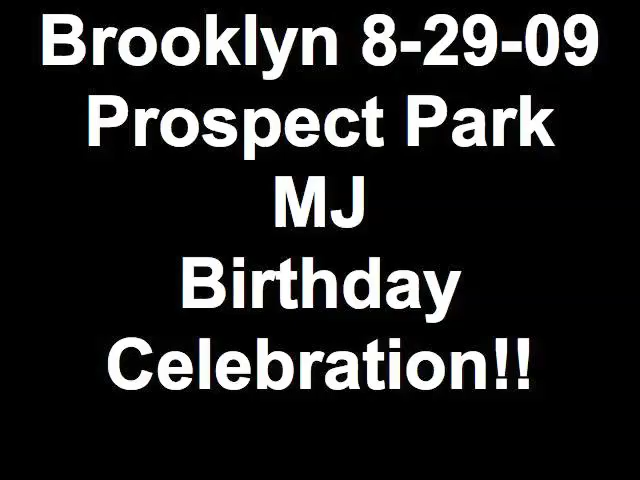 Brooklyn 8-29-09
Prospect Park
MJ
Birthday
Celebration!!